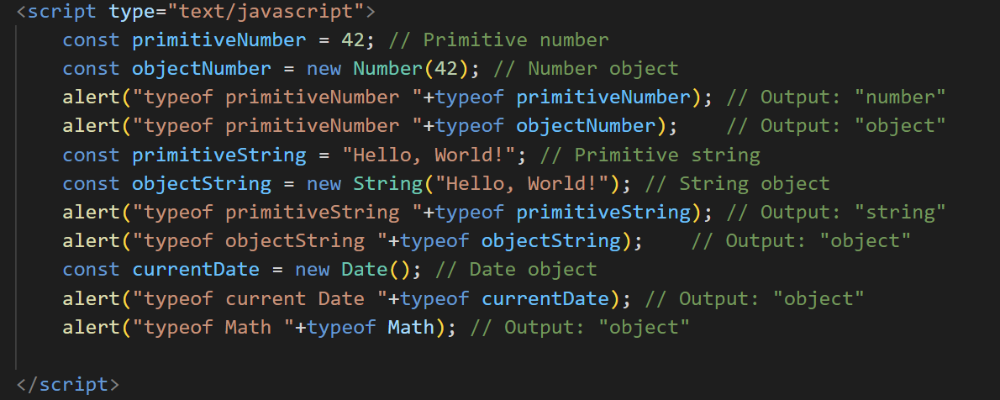 <script type="text/javascript">
    const primitiveNumber = 42; // Primitive number
    const objectNumber = new Number(42); // Number object
    alert("typeof primitiveNumber "+typeof primitiveNumber); // Output: "number"
    alert("typeof primitiveNumber "+typeof objectNumber);    // Output: "object"
    const primitiveString = "Hello, World!"; // Primitive string
    const objectString = new String("Hello, World!"); // String object
    alert("typeof primitiveString "+typeof primitiveString); // Output: "string"
    alert("typeof objectString "+typeof objectString);    // Output: "object"
    const currentDate = new Date(); // Date object
    alert("typeof current Date "+typeof currentDate); // Output: "object"
    alert("typeof Math "+typeof Math); // Output: "object"
</script>